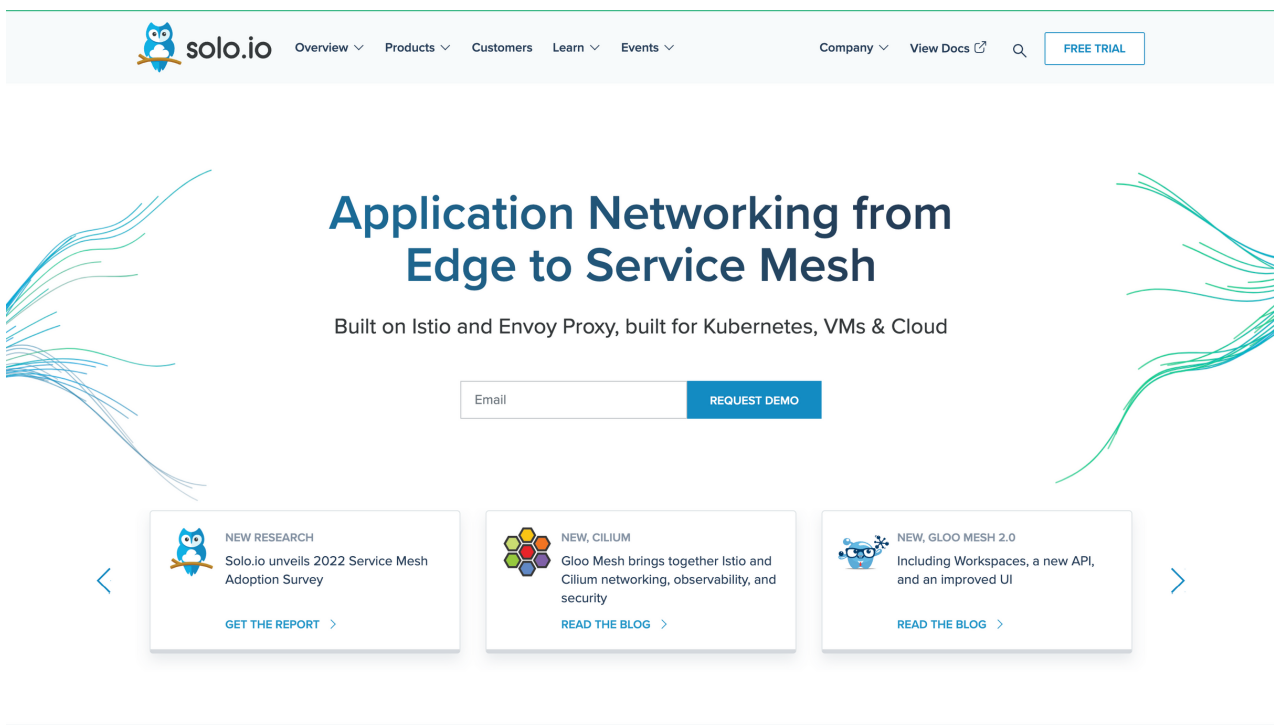 solo.io
Overview
Products
Customers
Learn
Events
Company
View Docs
FREE TRIAL
Application Networking from
Edge to Service Mesh
Built on Istio and Envoy Proxy, built for Kubernetes, VMs & Cloud
Email
REQUEST DEMO
NEW RESEARCH
Solo.io unveils 2022 Service Mesh
Adoption Survey
GET THE REPORT
NEW, CILIUM
Gloo Mesh brings together Istio and
Cilium networking, observability, and
security
READ THE BLOG
NEW, GLOO MESH 2.0
Including Workspaces, a new API,
and an improved UI
READ THE BLOG